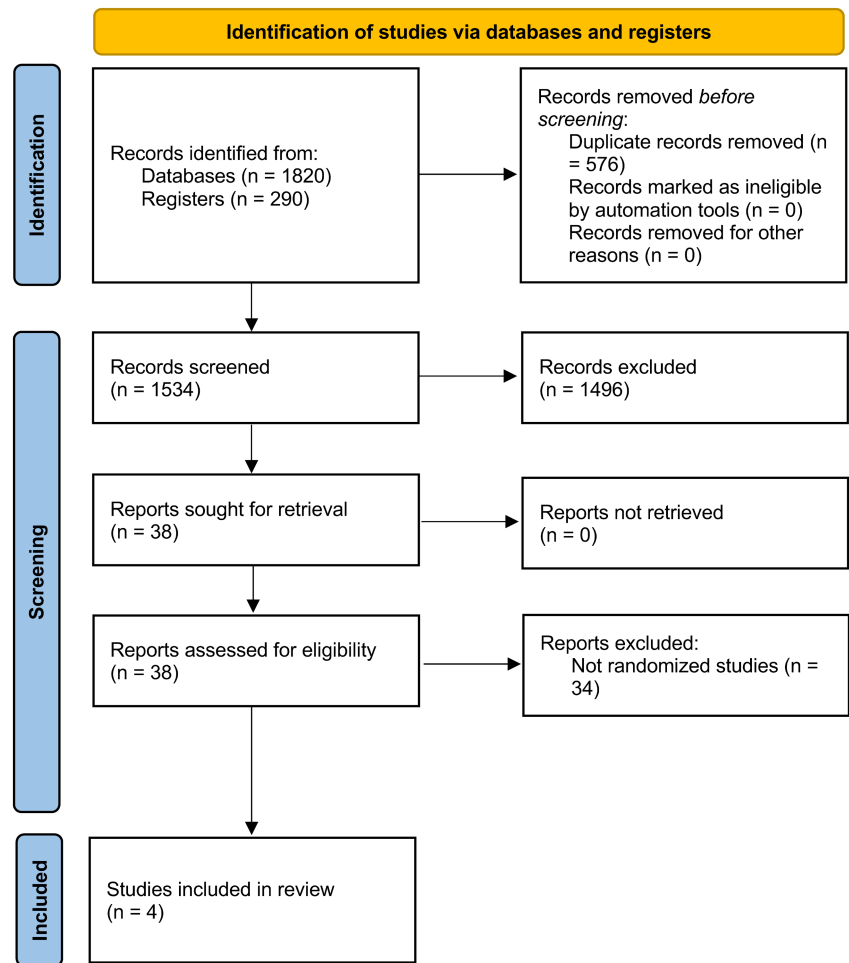 Identification of studies via databases and registers
Identification
Records identified from:
Databases (n = 1820)
Registers (n = 290)
Records removed before
screening:
Duplicate records removed (n
= 576)
Records marked as ineligible
by automation tools (n = 0)
Records removed for other
reasons (n = 0)
Screening
Records screened
(n = 1534)
Records excluded
(n = 1496)
Reports sought for retrieval
(n = 38)
Reports not retrieved
(n = 0)
Reports assessed for eligibility
(n = 38)
Reports excluded:
Not randomized studies (n =
34)
Included
Studies included in review
(n = 4)